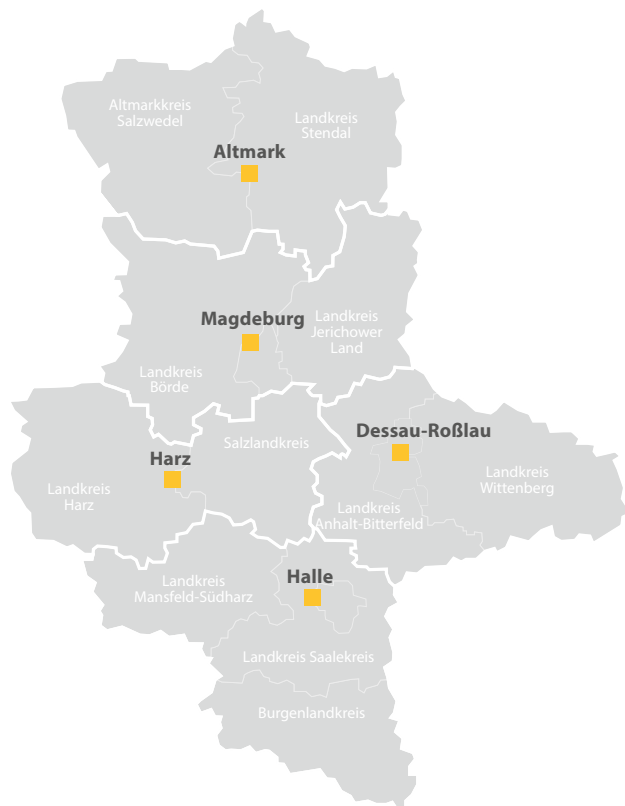 Altmarkkreis
Salzwedel
Landkreis
Stendal
Altmark
Magdeburg
Landkreis
Jerichower
Land
Landkreis
Börde
Dessau-Roßlau
Salzlandkreis
Harz
Landkreis
Wittenberg
Landkreis
Harz
Landkreis
Anhalt-Bitterfeld
Halle
Landkreis
Mansfeld-Südharz
Landkreis Saalekreis
Burgenlandkreis